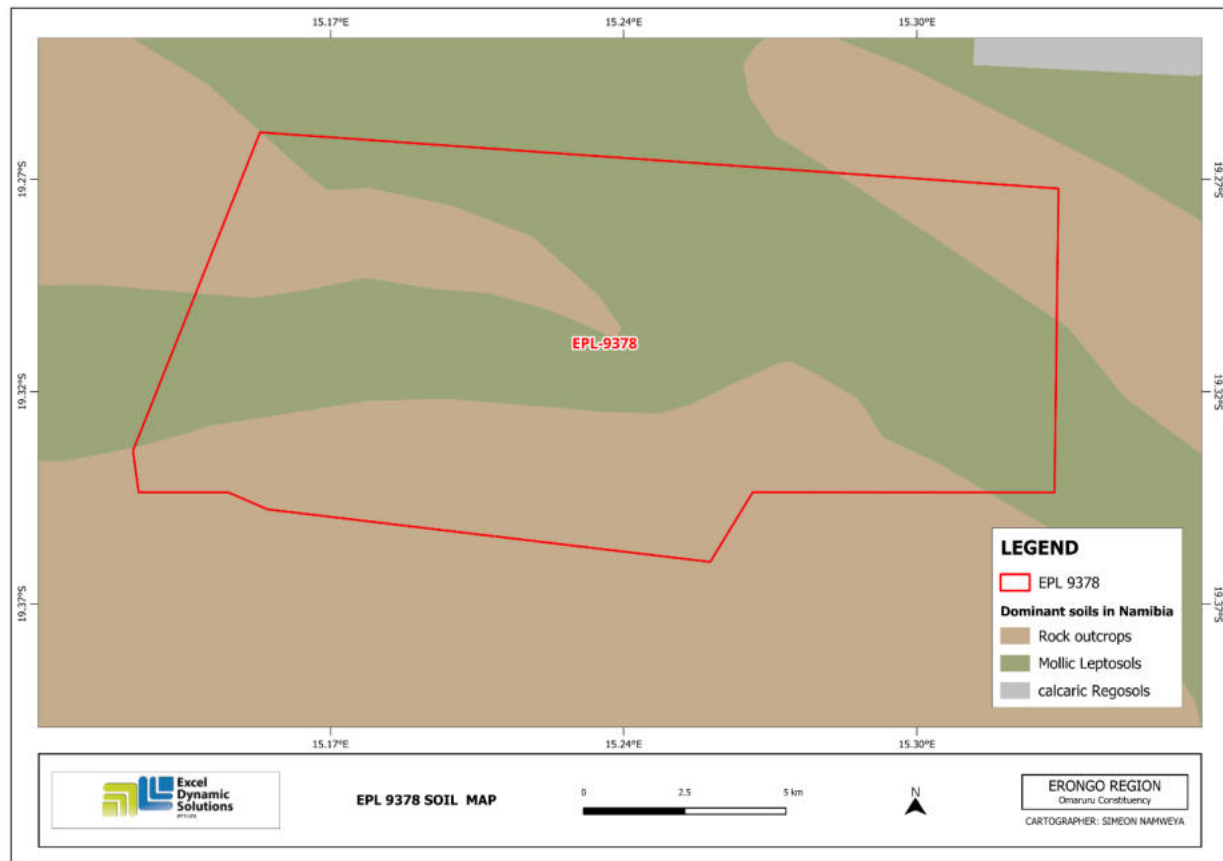 15.17°E 15.24°E 15.30°E
19.27°S 19.27°S
EPL-9378
19.32°S 19.32°S
19.37°S 19.37°S
LEGEND
EPL 9378
Dominant soils in Namibia
Rock outcrops
Mollic Leptosols
calcaric Regosols
15.17°E 15.24°E 15.30°E
Excel
Dynamic
Solutions
(PTY) LTD
EPL 9378 SOIL MAP
0 2.5 5 km
N
ERONGO REGION
Omaruru Constituency
CARTOGRAPHER: SIMEON NAMWEYA